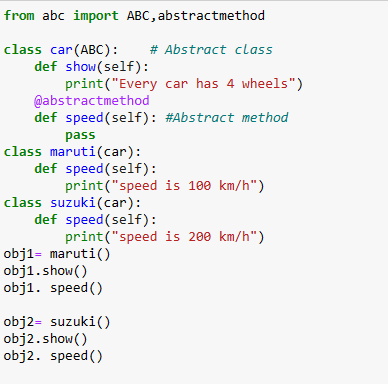 from abc import ABC,abstractmethod

class car(ABC):    # Abstract class
    def show(self):
        print("Every car has 4 wheels")
    @abstractmethod
    def speed(self): #Abstract method
        pass
class maruti(car):
    def speed(self):
        print("speed is 100 km/h")
class suzuki(car):
    def speed(self):
        print("speed is 200 km/h")
obj1= maruti()
obj1.show()
obj1. speed()

obj2= suzuki()
obj2.show()
obj2. speed()